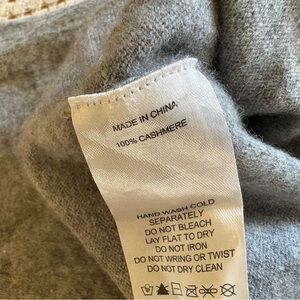 MADE IN CHINA
100% CASHMERE
HAND WASH COLD
SEPARATELY
DO NOT BLEACH
LAY FLAT TO DRY
DO NOT IRON
DO NOT WRING OR TWIST
DO NOT DRY CLEAN